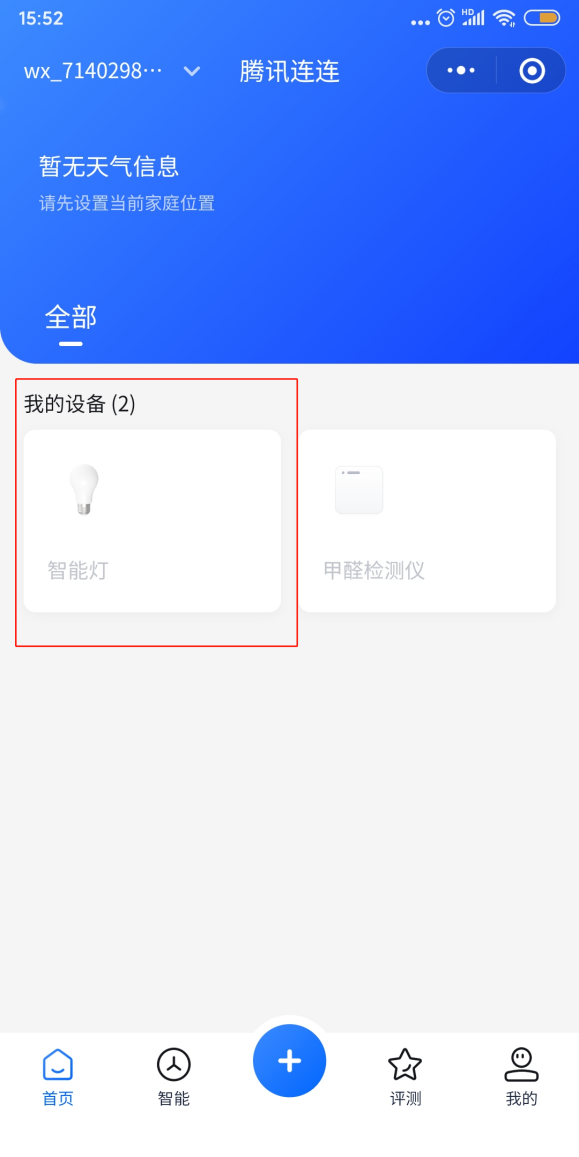 15:52
HD
wx_7140298…
腾讯连连
暂无天气信息
请先设置当前家庭位置
全部
我的设备 (2)
智能灯
甲醛检测仪
首页
智能
评测
我的